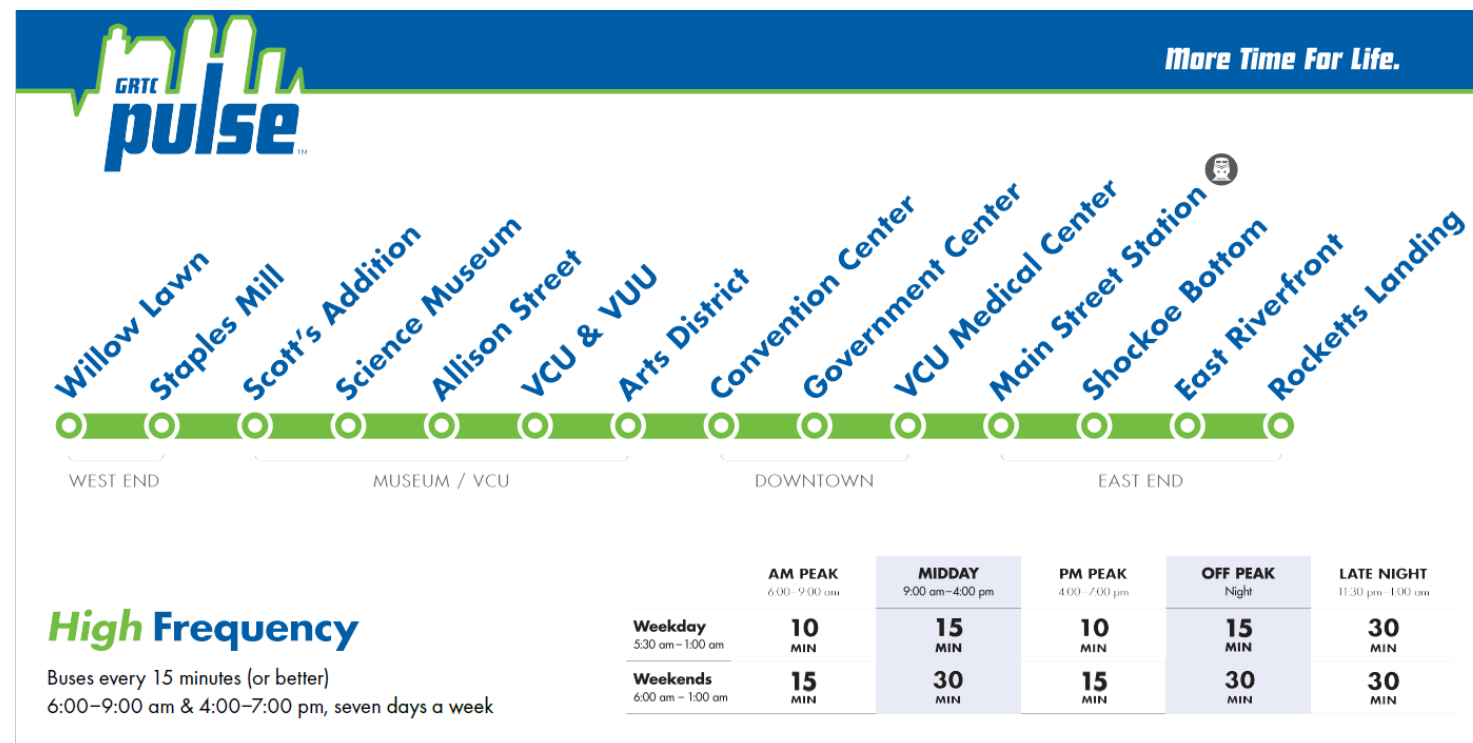 More Time For Life.
GRTC
pulse
TM
Willow Lawn
Staples Mill
Scott's Addition
Science Museum
Allison Street
VCU & VUU
Arts District
Convention Center
Government Center
VCU Medical Center
Main Street Station
Shockoe Bottom
East Riverfront
Rocketts Landing
WEST END MUSEUM / VCU DOWNTOWN EAST END
High Frequency
Buses every 15 minutes (or better)
6:00–9:00 am & 4:00–7:00 pm, seven days a week
AM PEAK MIDDAY PM PEAK OFF PEAK LATE NIGHT
6:00–9:00 am 9:00 am–4:00 pm 4:00–7:00 pm Night 11:30 pm–1:00 am
Weekday 10 15 10 15 30
5:30 am–1:00 am MIN MIN MIN MIN MIN
Weekends 15 30 15 30 30
6:00 am – 1:00 am MIN MIN MIN MIN MIN